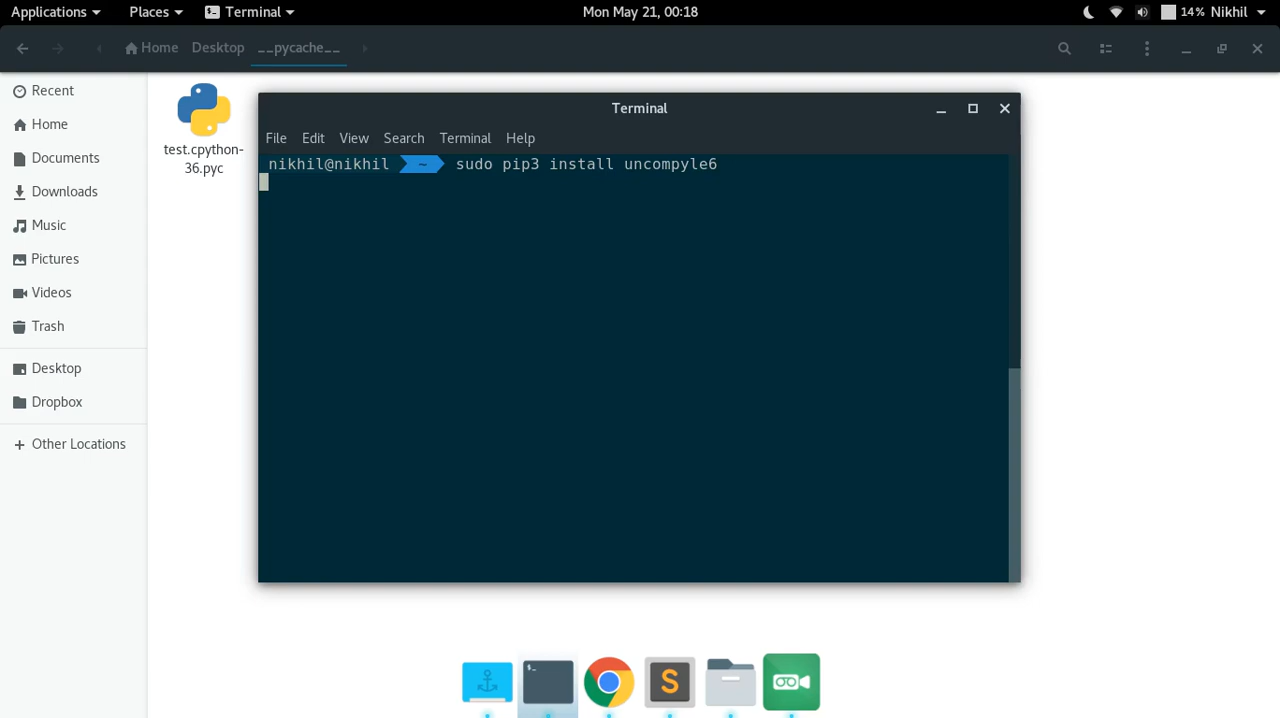 Applications Places Terminal Mon May 21, 00:18 14% Nikhil
Home Desktop __pycache__
Recent
Home
Documents
Downloads
Music
Pictures
Videos
Trash
Desktop
Dropbox
Other Locations
test.cpython-
36.pyc
Terminal
File Edit View Search Terminal Help
nikhil@nikhil ~ sudo pip3 install uncompyle6
$_
S